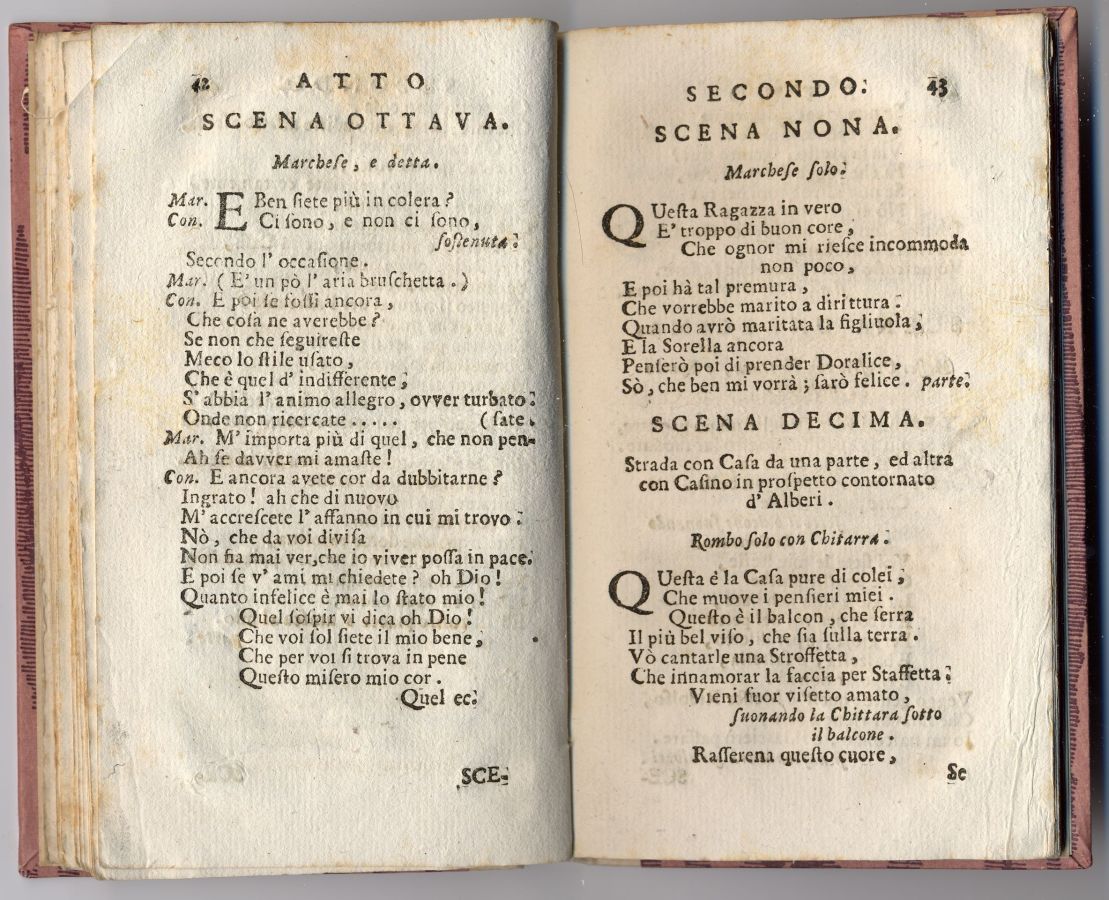 42 ATTO
SCENA OTTAVA.
Marcheſe, e detta.
Mar. E Ben ſiete più in colera?
Con. Ci ſono, e non ci ſono,
ſoſtenuta.
Secondo l' occaſione.
Mar. ( E' un pò l' aria bruſchetta. )
Con. E poi ſe foſſi ancora,
Che coſa ne averebbe?
Se non che ſeguireſte
Meco lo ſtile uſato,
Che è quel d' indifferente;
S' abbia l' animo allegro, ovver turbato:
Onde non ricercate ..... (ſate.
Mar. M' importa più di quel, che non pen-
Ah ſe davver mi amaſte!
Con. E ancora avete cor da dubbitarne?
Ingrato! ah che di nuovo
M' accreſcete l' affanno in cui mi trovo:
Nò, che da voi diviſa
Non fia mai ver,che io viver poſſa in pace.
E poi ſe v' ami mi chiedete? oh Dio!
Quanto infelice è mai lo ſtato mio!
Quel ſoſpir vi dica oh Dio!
Che voi ſol ſiete il mio bene,
Che per voi ſi trova in pene
Queſto miſero mio cor.
Quel ec.
SCE-
SECONDO. 43
SCENA NONA.
Marcheſe ſolo.
QUeſta Ragazza in vero
E' troppo di buon core,
Che ognor mi rieſce incommoda
non poco,
E poi hà tal premura,
Che vorrebbe marito a dirittura.
Quando avrò maritata la figliuola,
E la Sorella ancora
Penſerò poi di prender Doralice,
Sò, che ben mi vorrà; ſarò felice. parte.
SCENA DECIMA.
Strada con Caſa da una parte, ed altra
con Caſino in proſpetto contornato
d' Alberi.
Rombo ſolo con Chitarra.
QUeſta è la Caſa pure di colei,
Che muove i penſieri miei.
Queſto è il balcon, che ſerra
Il più bel viſo, che ſia ſulla terra.
Vò cantarle una Stroffetta,
Che innamorar la faccia per Staffetta.
Vieni fuor viſetto amato,
ſuonando la Chittara ſotto
il balcone.
Raſſerena queſto cuore,
Se